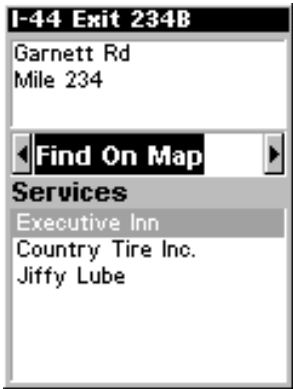 I-44 Exit 234B
Garnett Rd
Mile 234
Find On Map
Services
Executive Inn
Country Tire Inc.
Jiffy Lube